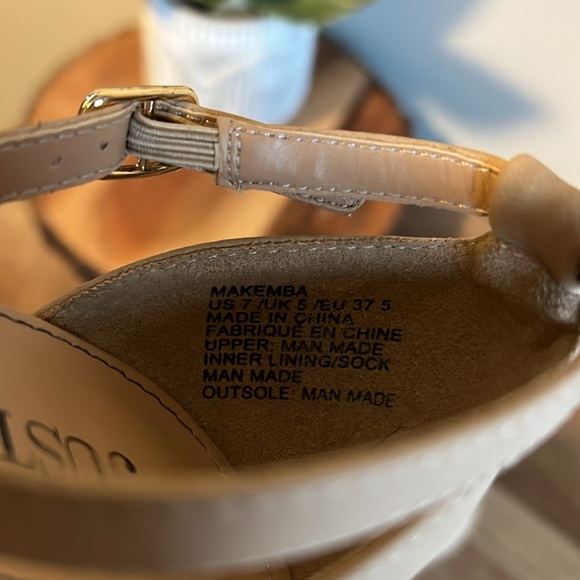 MAKEMBA
US 7 /UK 5 /EU 37 5
MADE IN CHINA
FABRIQUÉ EN CHINE
UPPER: MAN MADE
INNER LINING/SOCK
MAN MADE
OUTSOLE: MAN MADE